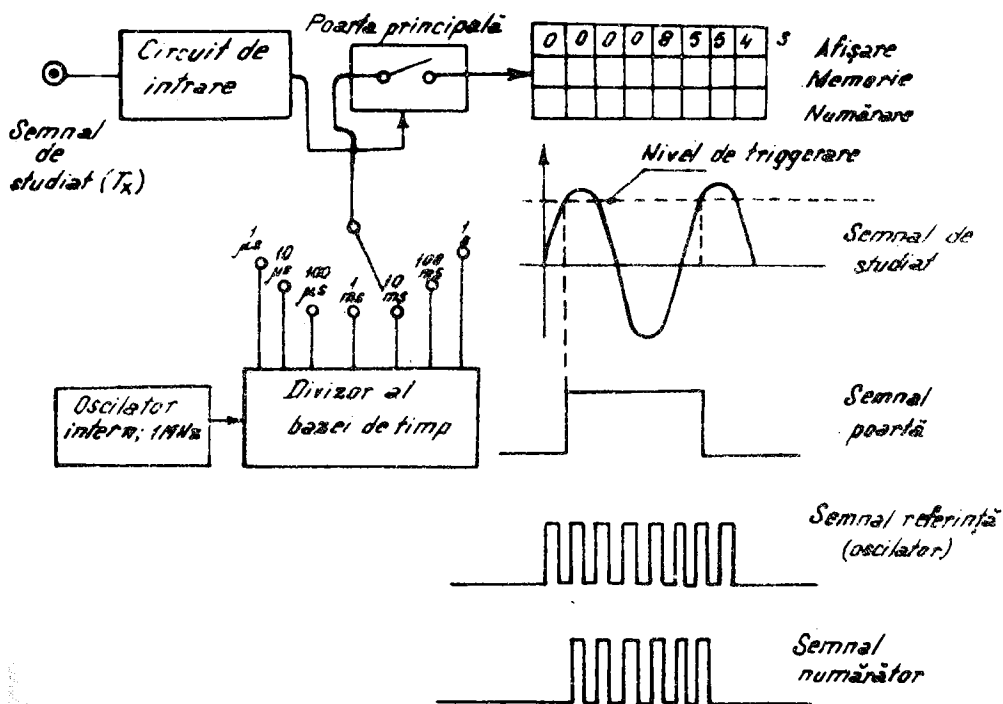 Circuit de
intrare
Poarta principală
0 0 0 0 8 5 5 4 s
Afişare
Memorie
Numărare
Semnal
de
studiat (Tx)
Nivel de triggerare
Semnal de
studiat
1
μs
10
μs
100
μs
1
ms
10
ms
100
ms
1
s
Oscilator
intern; 1MHz
Divizor al
bazei de timp
Semnal
poartă
Semnal referinţă
(oscilator)
Semnal
numărător